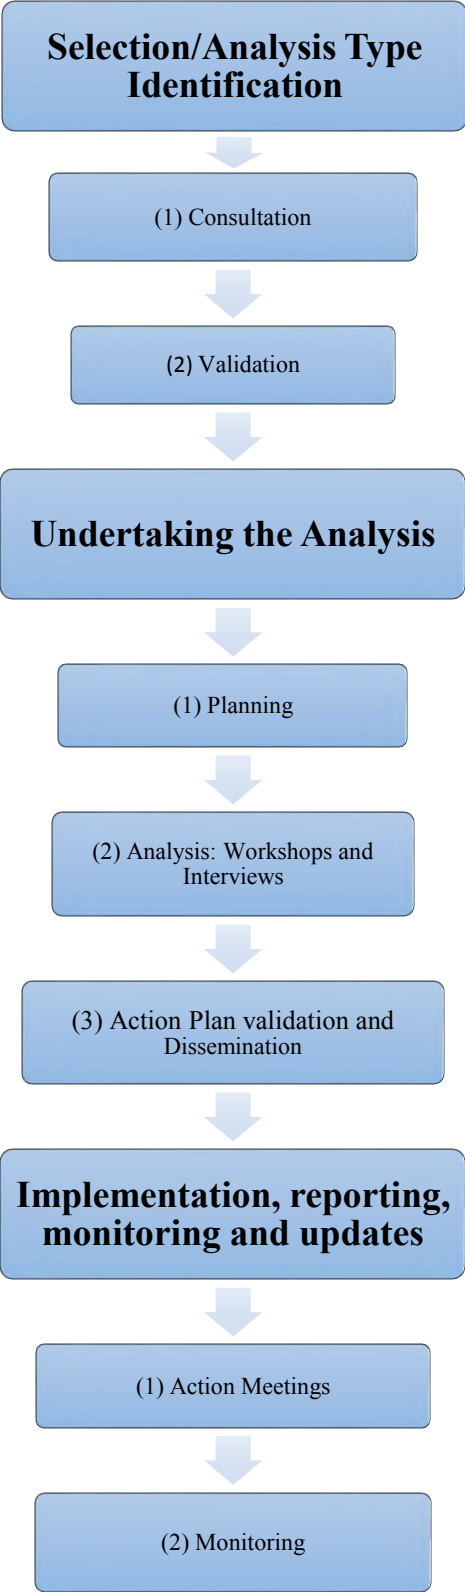 Selection/Analysis Type
Identification
(1) Consultation
(2) Validation
Undertaking the Analysis
(1) Planning
(2) Analysis: Workshops and
Interviews
(3) Action Plan validation and
Dissemination
Implementation, reporting,
monitoring and updates
(1) Action Meetings
(2) Monitoring